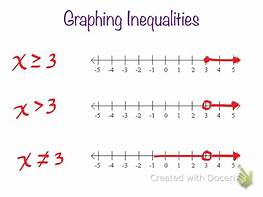 Graphing Inequalities
x ≥ 3
-5 -4 -3 -2 -1 0 1 2 3 4 5
x > 3
-5 -4 -3 -2 -1 0 1 2 3 4 5
x ≠ 3
-5 -4 -3 -2 -1 0 1 2 3 4 5
Created with Doceri